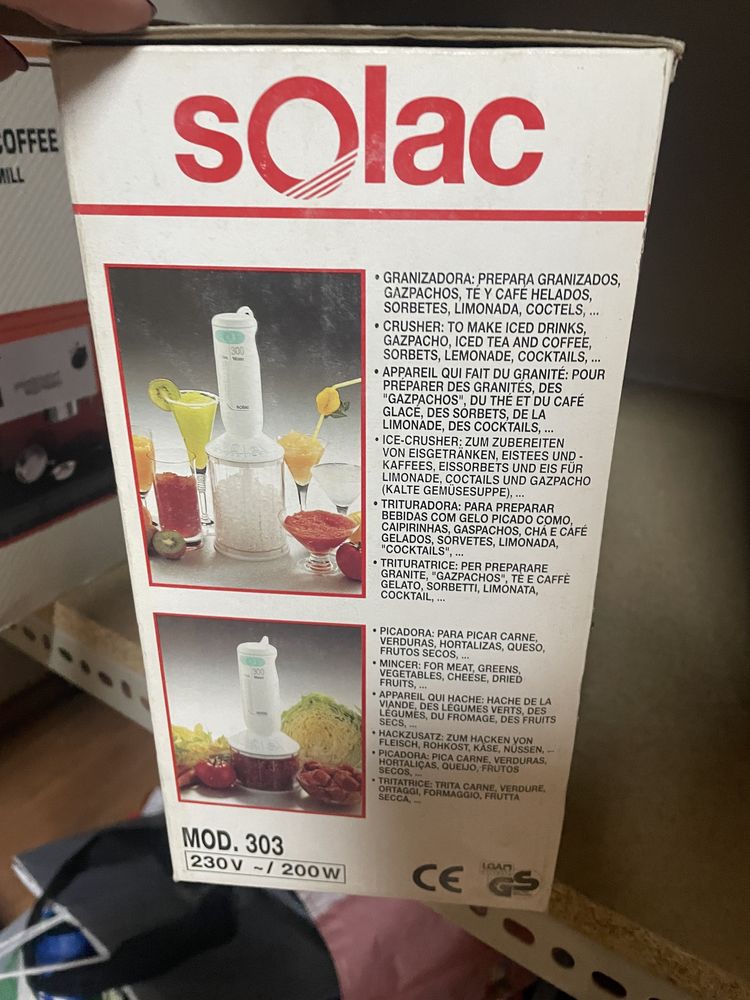 OFFEE
MILL
solac
• GRANIZADORA: PREPARA GRANIZADOS,
GAZPACHOS, TÉ Y CAFÉ HELADOS,
SORBETES, LIMONADA, COCTELS, ...
• CRUSHER: TO MAKE ICED DRINKS,
GAZPACHO, ICED TEA AND COFFEE,
SORBETS, LEMONADE, COCKTAILS, ...
• APPAREIL QUI FAIT DU GRANITÉ: POUR
PRÉPARER DES GRANITÉS, DES
"GAZPACHOS", DU THÉ ET DU CAFÉ
GLACÉ, DES SORBETS, DE LA
LIMONADE, DES COCKTAILS, ...
• ICE-CRUSHER: ZUM ZUBEREITEN
VON EISGETRÄNKEN, EISTEES UND -
KAFFEES, EISSORBETS UND EIS FÜR
LIMONADE, COCTAILS UND GAZPACHO
(KALTE GEMÜSESUPPE), ...
• TRITURADORA: PARA PREPARAR
BEBIDAS COM GELO PICADO COMO,
CAIPIRINHAS, GASPACHOS, CHÁ E CAFÉ
GELADOS, SORVETES, LIMONADA,
"COCKTAILS", ...
• TRITURATRICE: PER PREPARARE
GRANITE, "GAZPACHOS", TÈ E CAFFÈ
GELATO, SORBETTI, LIMONATA,
COCKTAIL, ...
300
solac
• PICADORA: PARA PICAR CARNE,
VERDURAS, HORTALIZAS, QUESO,
FRUTOS SECOS, ...
• MINCER: FOR MEAT, GREENS,
VEGETABLES, CHEESE, DRIED
FRUITS, ...
• APPAREIL QUI HACHE: HACHE DE LA
VIANDE, DES LÉGUMES VERTS, DES
LÉGUMES, DU FROMAGE, DES FRUITS
SECS, ...
• HACKZUSATZ: ZUM HACKEN VON
FLEISCH, ROHKOST, KÄSE, NÜSSEN, ...
• PICADORA: PICA CARNE, VERDURAS,
HORTALIÇAS, QUEIJO, FRUTOS
SECOS, ...
• TRITATRICE: TRITA CARNE, VERDURE,
ORTAGGI, FORMAGGIO, FRUTTA
SECCA, ...
300
MOD. 303
230V ~/ 200W
CE
LGAI
GS